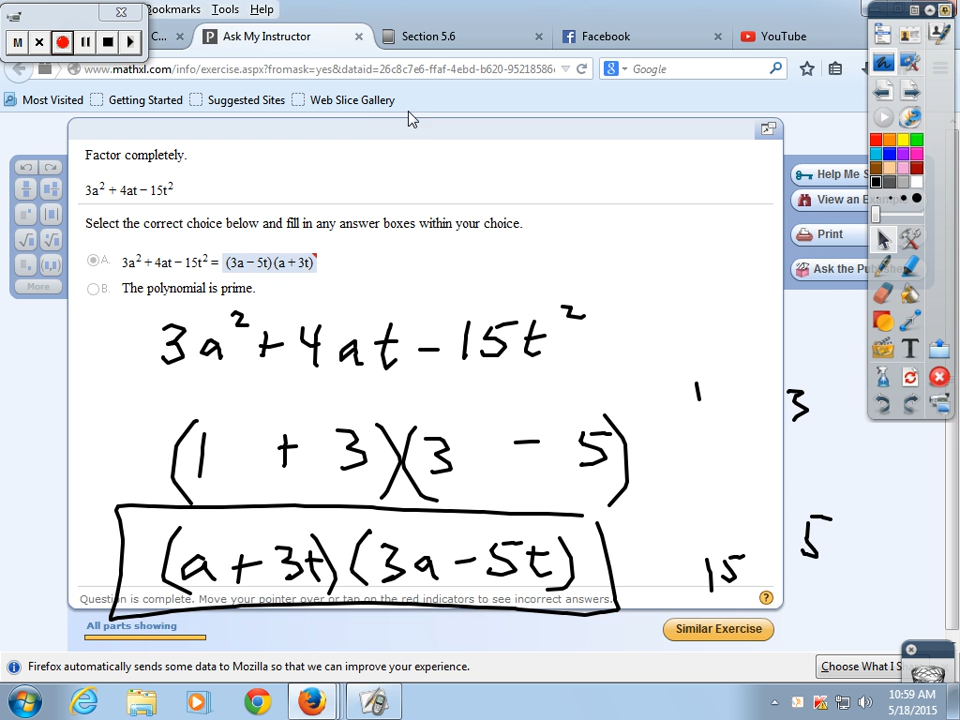 Bookmarks Tools Help
M
C...
Ask My Instructor
Section 5.6
Facebook
YouTube
www.mathxl.com/info/exercise.aspx?fromask=yes&dataid=26c8c7e6-ffaf-4ebd-b620-95218586
Google
Most Visited
Getting Started
Suggested Sites
Web Slice Gallery
Factor completely.
3a² + 4at − 15t²
Help Me S
Select the correct choice below and fill in any answer boxes within your choice.
View an Exam
Print
A. 3a² + 4at − 15t² = (3a − 5t)(a + 3t)
Ask the Publisher
B. The polynomial is prime.
More
3a² + 4at − 15t²
1 3
(1 + 3)(3 − 5)
(a + 3t)(3a − 5t)
15 5
Question is complete. Move your pointer over or tap on the red indicators to see incorrect answers.
All parts showing
Similar Exercise
Firefox automatically sends some data to Mozilla so that we can improve your experience.
Choose What I S
10:59 AM
5/18/2015